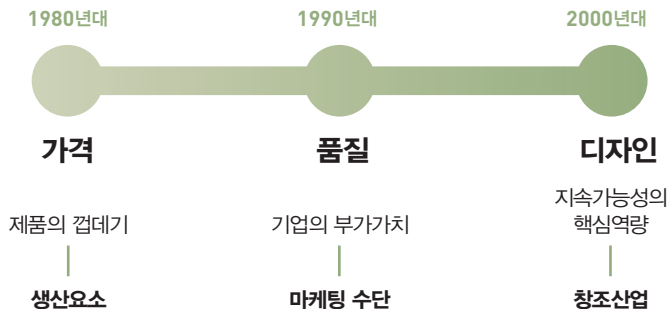 1980년대
1990년대
2000년대
가격
품질
디자인
제품의 껍데기
기업의 부가가치
지속가능성의
핵심역량
생산요소
마케팅 수단
창조산업